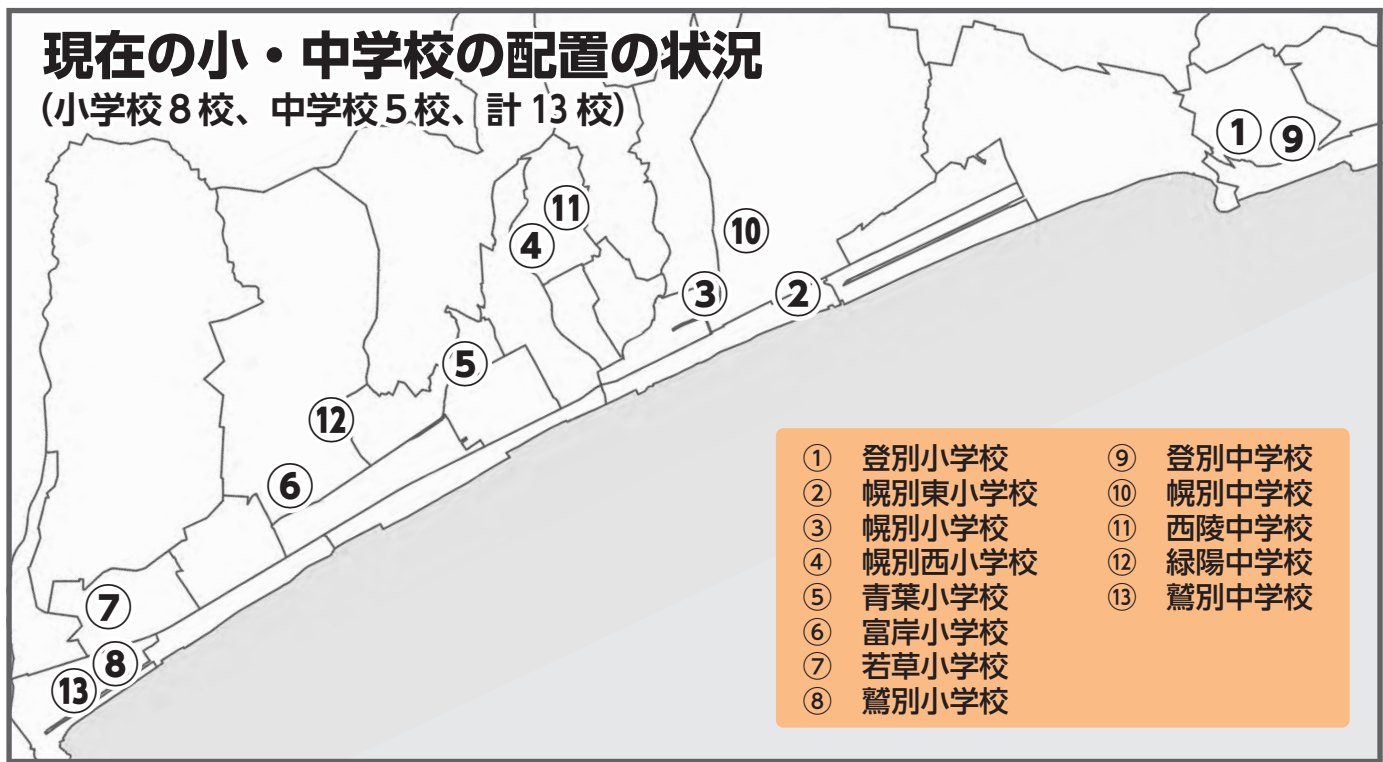 現在の小・中学校の配置の状況
(小学校8校、中学校5校、計13校)
① ⑨
⑪
④ ⑩
③ ②
⑤
⑫
⑥
⑦
⑧
⑬
① 登別小学校
② 幌別東小学校
③ 幌別小学校
④ 幌別西小学校
⑤ 青葉小学校
⑥ 富岸小学校
⑦ 若草小学校
⑧ 鷲別小学校
⑨ 登別中学校
⑩ 幌別中学校
⑪ 西陵中学校
⑫ 緑陽中学校
⑬ 鷲別中学校